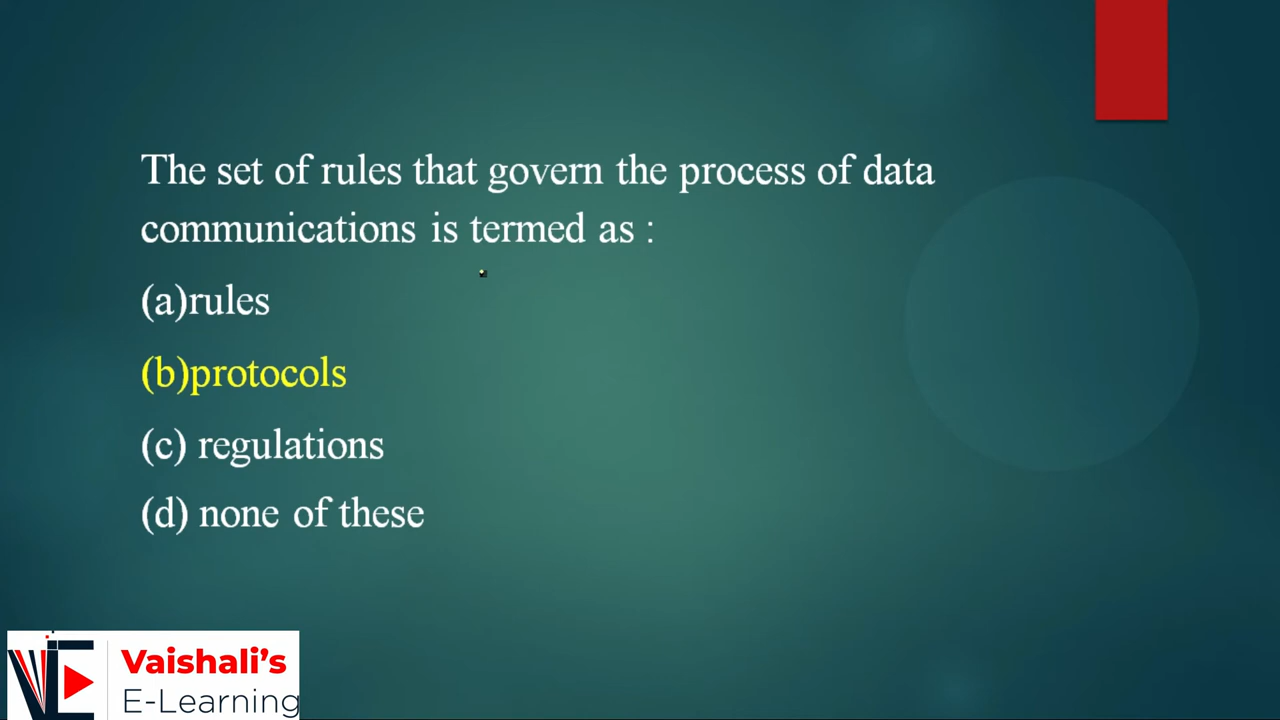 The set of rules that govern the process of data
communications is termed as :
(a)rules
(b)protocols
(c) regulations
(d) none of these
Vaishali's
E-Learning